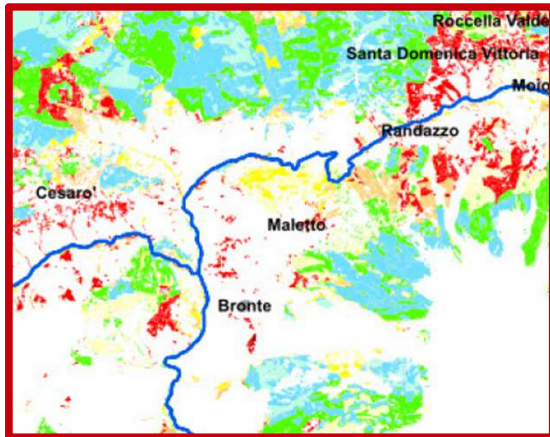 Roccella Valde
Santa Domenica Vittoria
Moio
Randazzo
Cesaro'
Maletto
Bronte